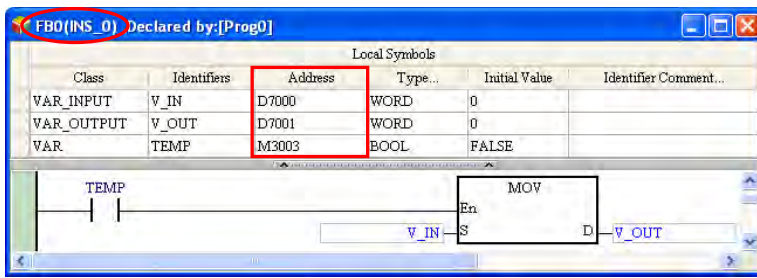 FB0(INS_0) Declared by:[Prog0]
Local Symbols
Class Identifiers Address Type... Initial Value Identifier Comment...
VAR_INPUT V_IN D7000 WORD 0
VAR_OUTPUT V_OUT D7001 WORD 0
VAR TEMP M3003 BOOL FALSE
TEMP MOV
En
V_IN S D V_OUT